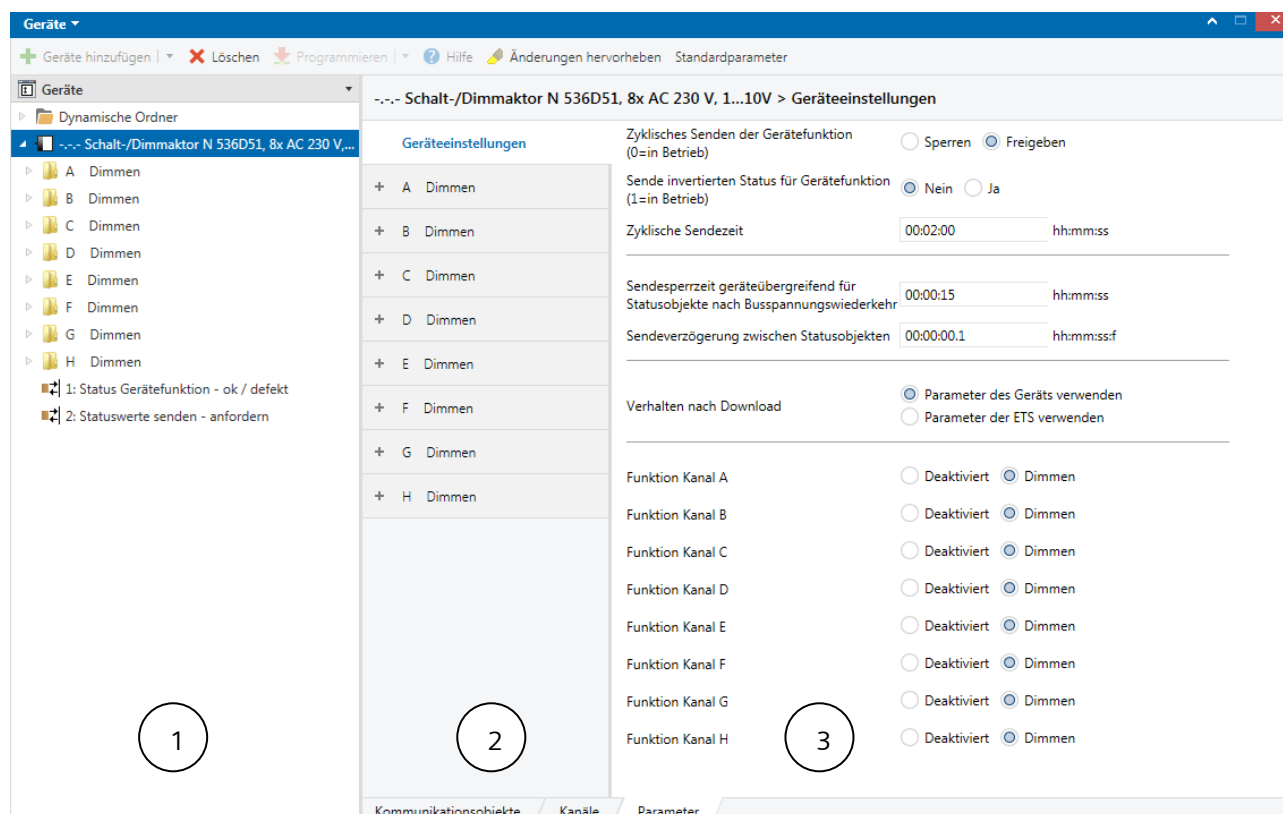 Geräte
Geräte hinzufügen Löschen Programmieren Hilfe Änderungen hervorheben Standardparameter
Geräte
Dynamische Ordner
-.-.- Schalt-/Dimmaktor N 536D51, 8x AC 230 V,...
A Dimmen
B Dimmen
C Dimmen
D Dimmen
E Dimmen
F Dimmen
G Dimmen
H Dimmen
1: Status Gerätefunktion - ok / defekt
2: Statuswerte senden - anfordern
1
-.-.- Schalt-/Dimmaktor N 536D51, 8x AC 230 V, 1...10V > Geräteeinstellungen
Geräteeinstellungen
+ A Dimmen
+ B Dimmen
+ C Dimmen
+ D Dimmen
+ E Dimmen
+ F Dimmen
+ G Dimmen
+ H Dimmen
2
Zyklisches Senden der Gerätefunktion
(0=in Betrieb)
Sperren Freigeben
Sende invertierten Status für Gerätefunktion
(1=in Betrieb)
Nein Ja
Zyklische Sendezeit 00:02:00 hh:mm:ss
Sendesperrzeit geräteübergreifend für
Statusobjekte nach Busspannungswiederkehr
00:00:15 hh:mm:ss
Sendeverzögerung zwischen Statusobjekten 00:00:00.1 hh:mm:ss:f
Verhalten nach Download
Parameter des Geräts verwenden
Parameter der ETS verwenden
Funktion Kanal A Deaktiviert Dimmen
Funktion Kanal B Deaktiviert Dimmen
Funktion Kanal C Deaktiviert Dimmen
Funktion Kanal D Deaktiviert Dimmen
Funktion Kanal E Deaktiviert Dimmen
Funktion Kanal F Deaktiviert Dimmen
Funktion Kanal G Deaktiviert Dimmen
Funktion Kanal H Deaktiviert Dimmen
3
Kommunikationsobjekte Kanäle Parameter